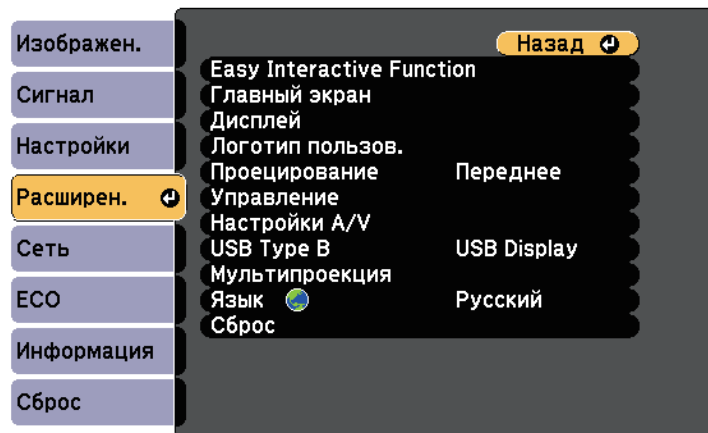 Изображен.
Сигнал
Настройки
Расширен.
Сеть
ECO
Информация
Сброс
Назад
Easy Interactive Function
Главный экран
Дисплей
Логотип пользов.
Проецирование Переднее
Управление
Настройки A/V
USB Type B USB Display
Мультипроекция
Язык Русский
Сброс